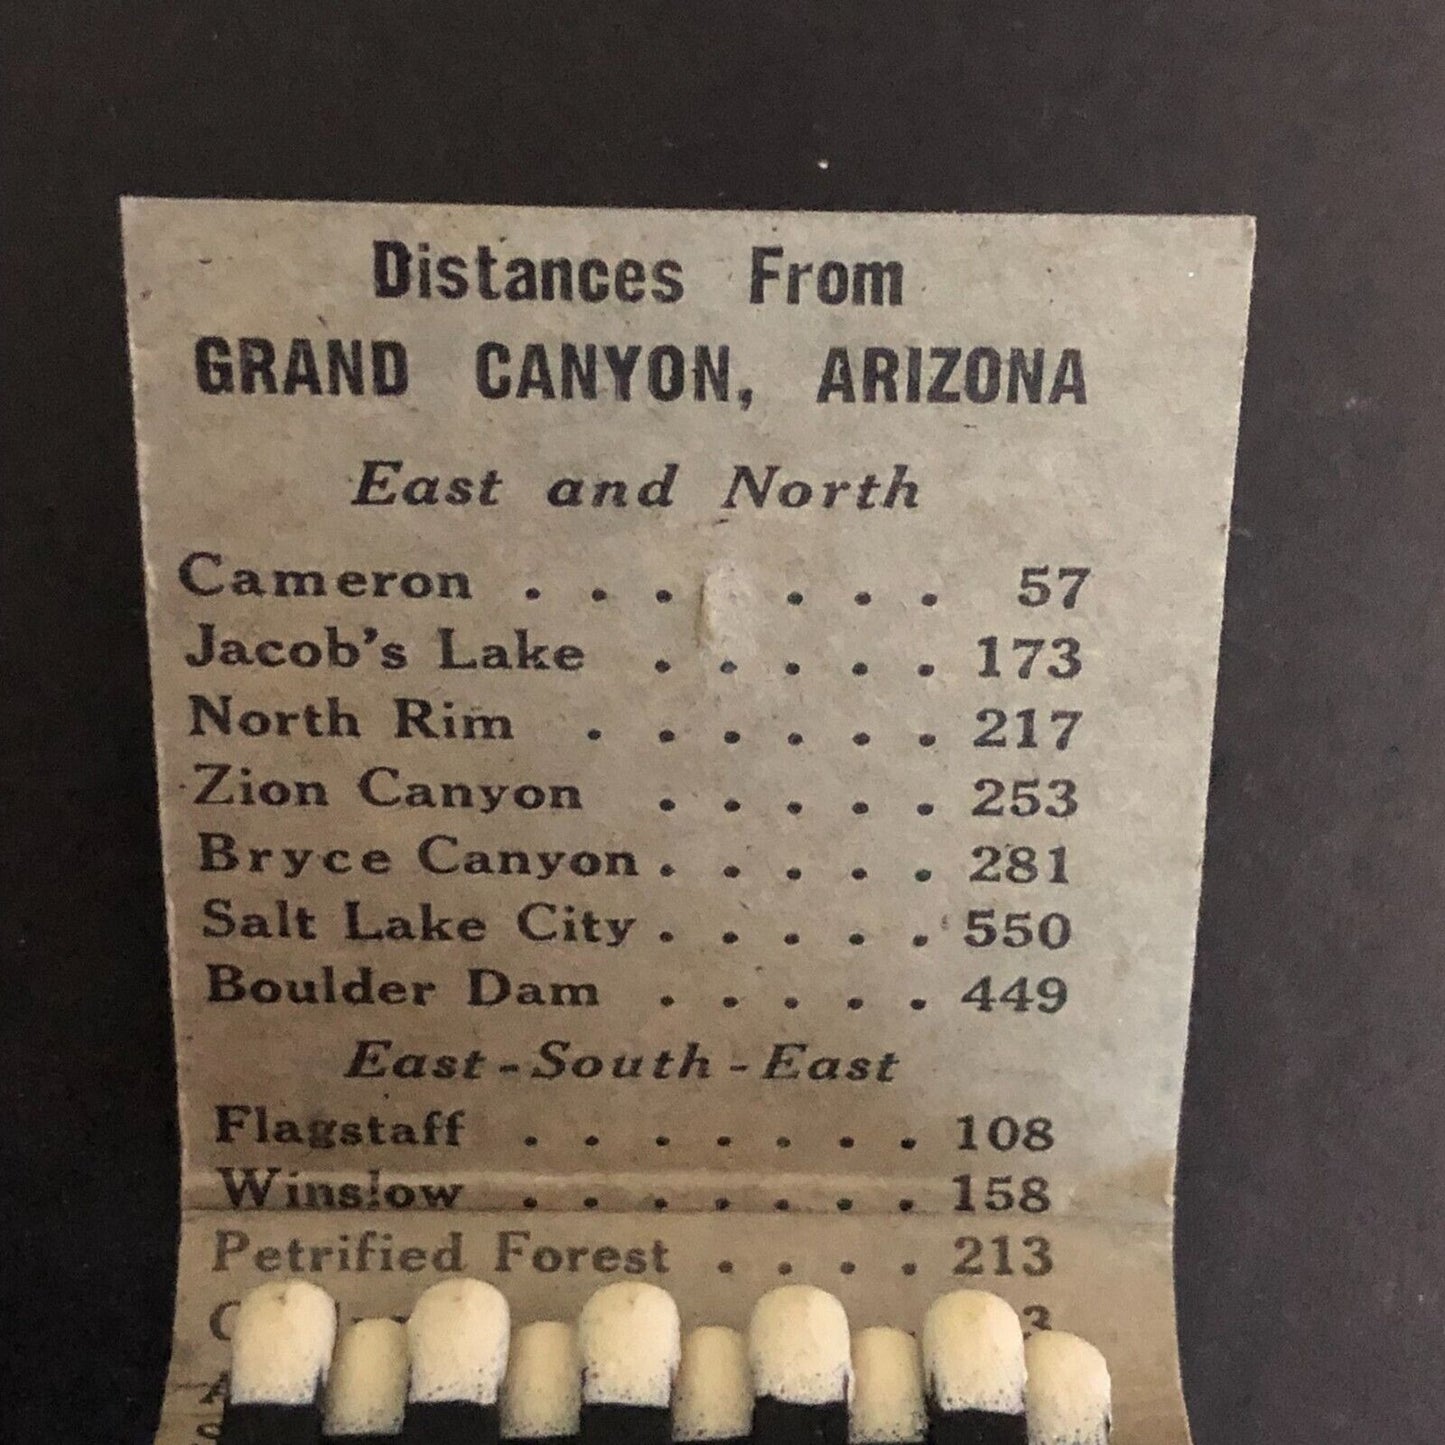 Distances From
GRAND CANYON, ARIZONA
East and North
Cameron . . . . . . 57
Jacob's Lake . . . . . 173
North Rim . . . . . . 217
Zion Canyon . . . . . 253
Bryce Canyon . . . . . 281
Salt Lake City . . . . . 550
Boulder Dam . . . . . 449
East-South-East
Flagstaff . . . . . . . 108
Winslow . . . . . . . 158
Petrified Forest . . . . 213